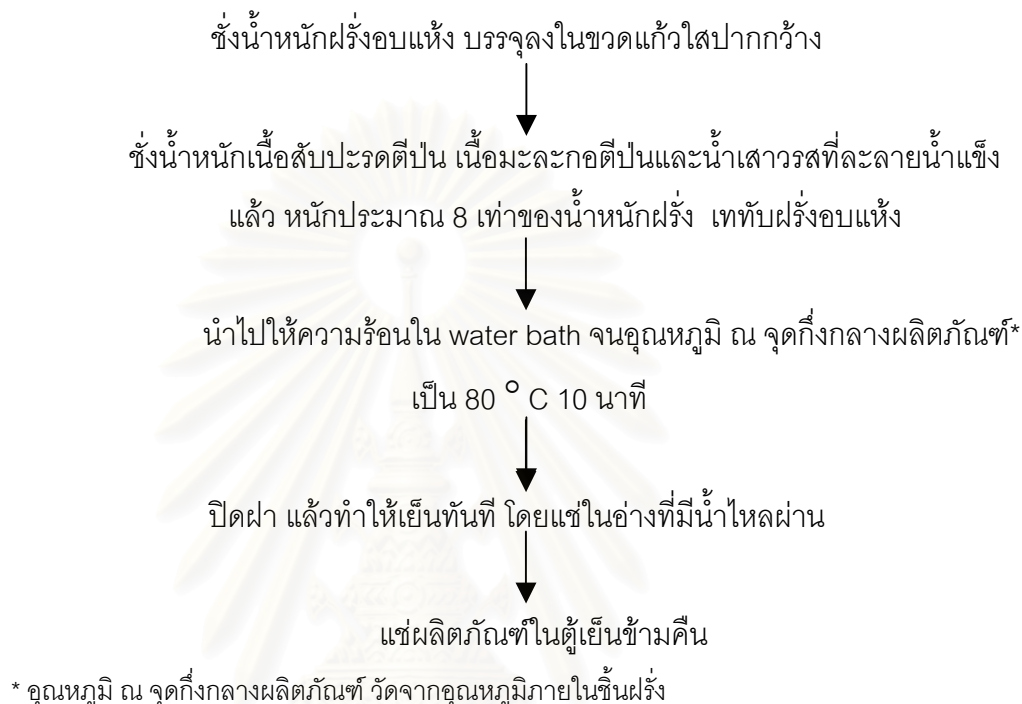 ชั่งน้ำหนักฝรั่งอบแห้ง บรรจุลงในขวดแก้วใสปากกว้าง
ชั่งน้ำหนักเนื้อสับปะรดตีป่น เนื้อมะละกอตีป่นและน้ำเสาวรสที่ละลายน้ำแข็ง
แล้ว หนักประมาณ 8 เท่าของน้ำหนักฝรั่ง เททับฝรั่งอบแห้ง
นำไปให้ความร้อนใน water bath จนอุณหภูมิ ณ จุดกึ่งกลางผลิตภัณฑ์*
เป็น 80 ° C 10 นาที
ปิดฝา แล้วทำให้เย็นทันที โดยแช่ในอ่างที่มีน้ำไหลผ่าน
แช่ผลิตภัณฑ์ในตู้เย็นข้ามคืน
* อุณหภูมิ ณ จุดกึ่งกลางผลิตภัณฑ์ วัดจากอุณหภูมิภายในชิ้นฝรั่ง